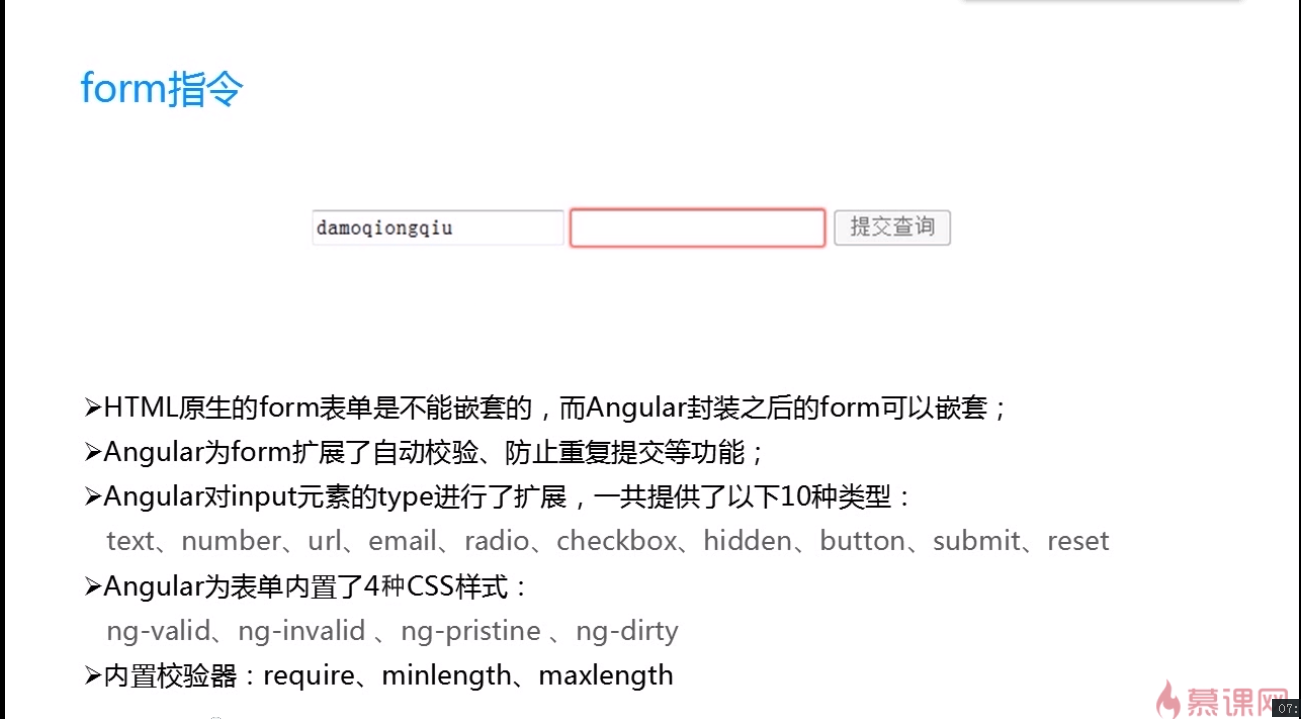 form指令
damoqiongqiu 提交查询
➢HTML原生的form表单是不能嵌套的，而Angular封装之后的form可以嵌套；
➢Angular为form扩展了自动校验、防止重复提交等功能；
➢Angular对input元素的type进行了扩展，一共提供了以下10种类型：
text、number、url、email、radio、checkbox、hidden、button、submit、reset
➢Angular为表单内置了4种CSS样式：
ng-valid、ng-invalid 、ng-pristine 、ng-dirty
➢内置校验器：require、minlength、maxlength
慕课网
07: